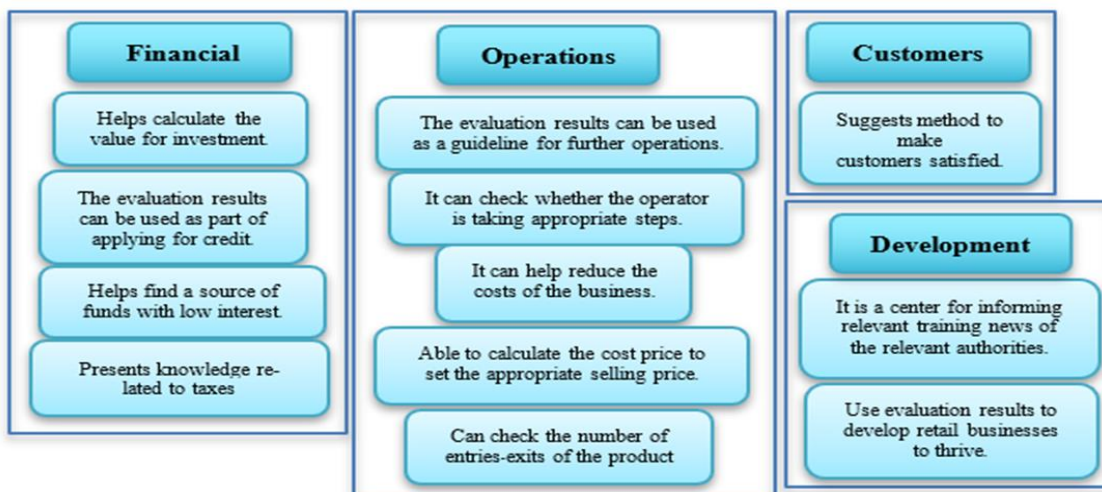 Financial
Helps calculate the
value for investment.
The evaluation results
can be used as part of
applying for credit.
Helps find a source of
funds with low interest.
Presents knowledge re-
lated to taxes
Operations
The evaluation results can be used
as a guideline for further operations.
It can check whether the operator
is taking appropriate steps.
It can help reduce the
costs of the business.
Able to calculate the cost price to
set the appropriate selling price.
Can check the number of
entries-exits of the product
Customers
Suggests method to
make
customers satisfied.
Development
It is a center for informing
relevant training news of
the relevant authorities.
Use evaluation results to
develop retail businesses
to thrive.